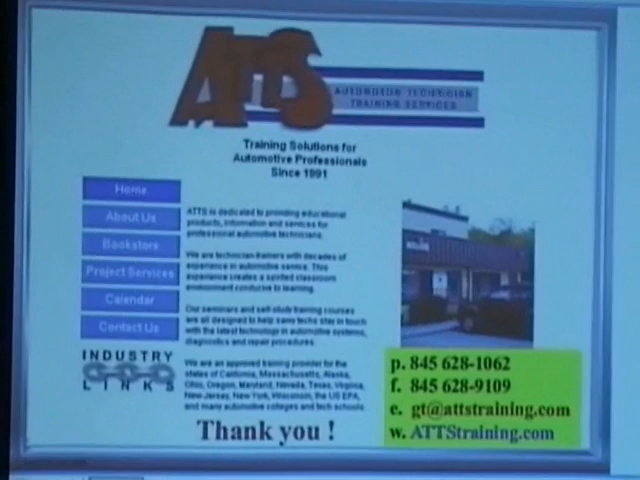 ATTS
AUTOMOTIVE TECHNICIAN
TRAINING SERVICES
Training Solutions for
Automotive Professionals
Since 1991
Home
About Us
Bookstore
Project Services
Calendar
Contact Us
INDUSTRY
LINKS
ATTS is dedicated to providing educational
products, information and services for
professional automotive technicians.
We are technician-trainers with decades of
experience in automotive service. This
experience creates a spirited classroom
environment conducive to learning.
Our seminars and self-study training courses
are all designed to help save techs stay in touch
with the latest technology in automotive systems,
diagnostics and repair procedures.
We are an approved training provider for the
states of California, Massachusetts, Alaska,
Ohio, Oregon, Maryland, Nevada, Texas, Virginia,
New Jersey, New York, Wisconsin, the US EPA,
and many automotive colleges and tech schools.
Thank you !
p. 845 628-1062
f. 845 628-9109
e. gt@attstraining.com
w. ATTStraining.com